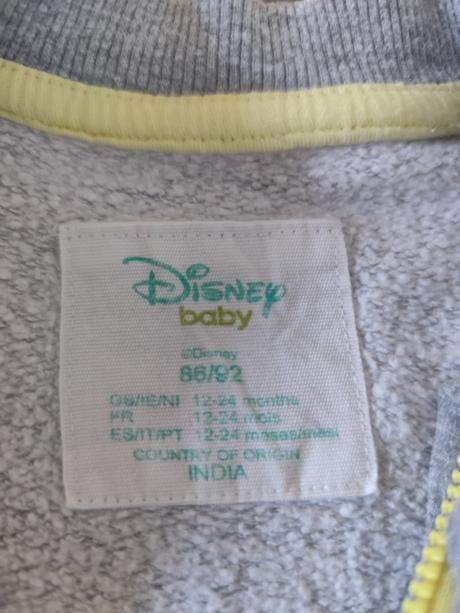 Disney
baby
©Disney
86/92
GB/IE/NI 12-24 months
FR 12-24 mois
ES/IT/PT 12-24 meses/mesi
COUNTRY OF ORIGIN
INDIA